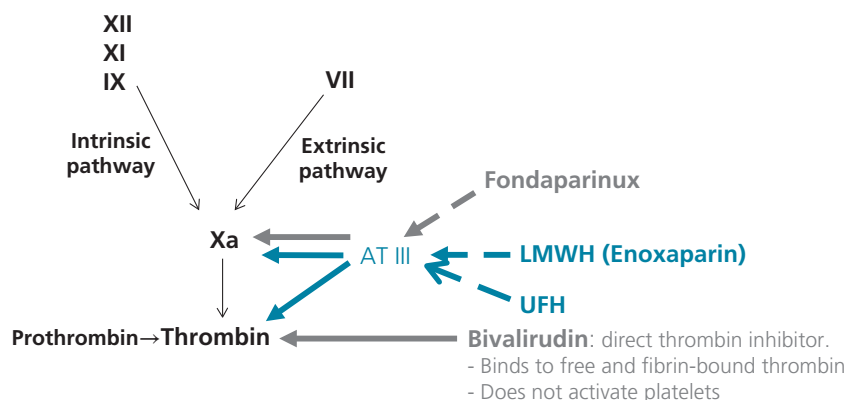 XII
XI
IX
VII
Intrinsic
pathway
Extrinsic
pathway
Fondaparinux
Xa
AT III
LMWH (Enoxaparin)
UFH
Prothrombin→Thrombin
Bivalirudin: direct thrombin inhibitor.
- Binds to free and fibrin-bound thrombin
- Does not activate platelets